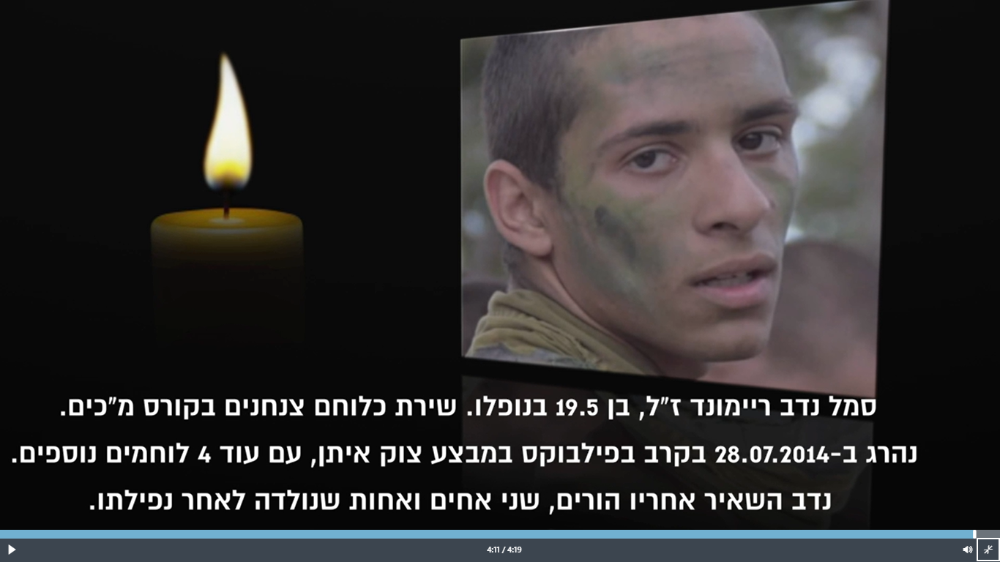 סמל נדב ריימונד ז"ל, בן 19.5 בנופלו. שירת כלוחם צנחנים בקורס מ"כים.
נהרג ב-28.07.2014 בקרב בפילבוקס במבצע צוק איתן, עם עוד 4 לוחמים נוספים.
נדב השאיר אחריו הורים, שני אחים ואחות שנולדה לאחר נפילתו.
4:11 / 4:19